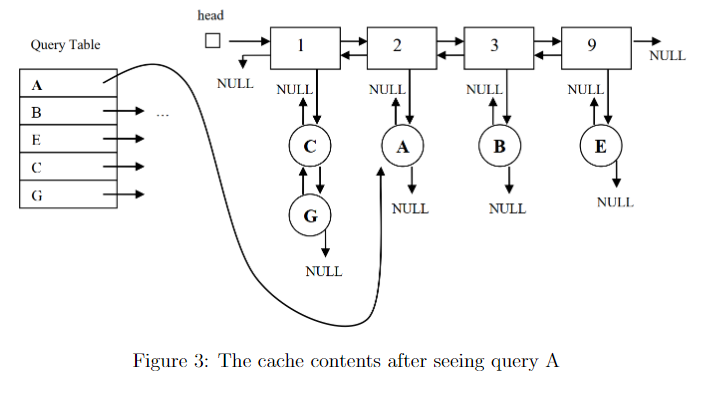 head
Query Table
1 2 3 9
NULL
NULL NULL NULL NULL NULL
A
B ...
E C A B E
C
G G
NULL NULL NULL
NULL
Figure 3: The cache contents after seeing query A